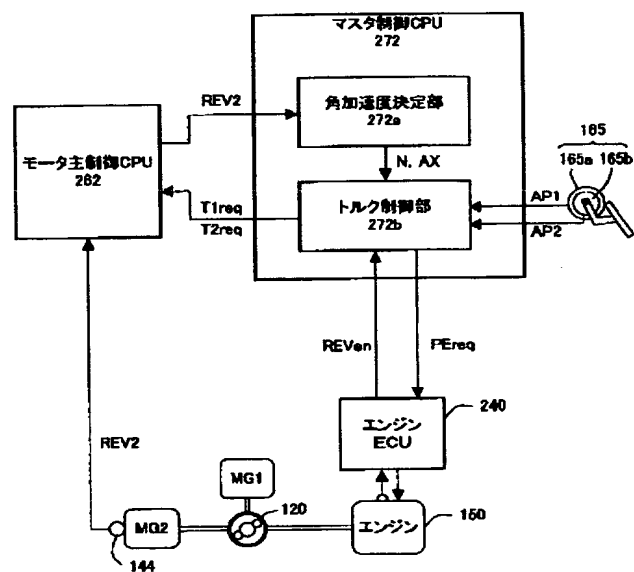 マスタ制御CPU
272
REV2
角加速度決定部
272a
165
165a
165b
モータ主制御CPU
262
N, AX
T1req
T2req
トルク制御部
272b
AP1
AP2
REVen
PEreq
エンジン
ECU
240
REV2
MG1
MG2
120
エンジン
150
144